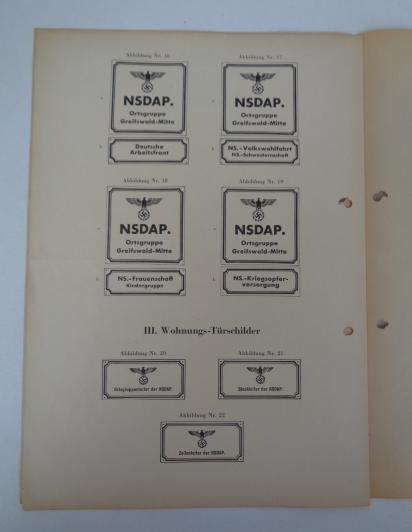 Abbildung Nr. 16
NSDAP.
Ortsgruppe
Greifswald-Mitte
Deutsche
Arbeitsfront
Abbildung Nr. 17
NSDAP.
Ortsgruppe
Greifswald-Mitte
NS.-Volkswohlfahrt
NS.-Schwesternschaft
Abbildung Nr. 18
NSDAP.
Ortsgruppe
Greifswald-Mitte
NS.-Frauenschaft
Kindergruppe
Abbildung Nr. 19
NSDAP.
Ortsgruppe
Greifswald-Mitte
NS.-Kriegsopfer-
versorgung
III. Wohnungs-Türschilder
Abbildung Nr. 20
Ortsgruppenleiter der NSDAP.
Abbildung Nr. 21
Blockleiter der NSDAP.
Abbildung Nr. 22
Zellenleiter der NSDAP.